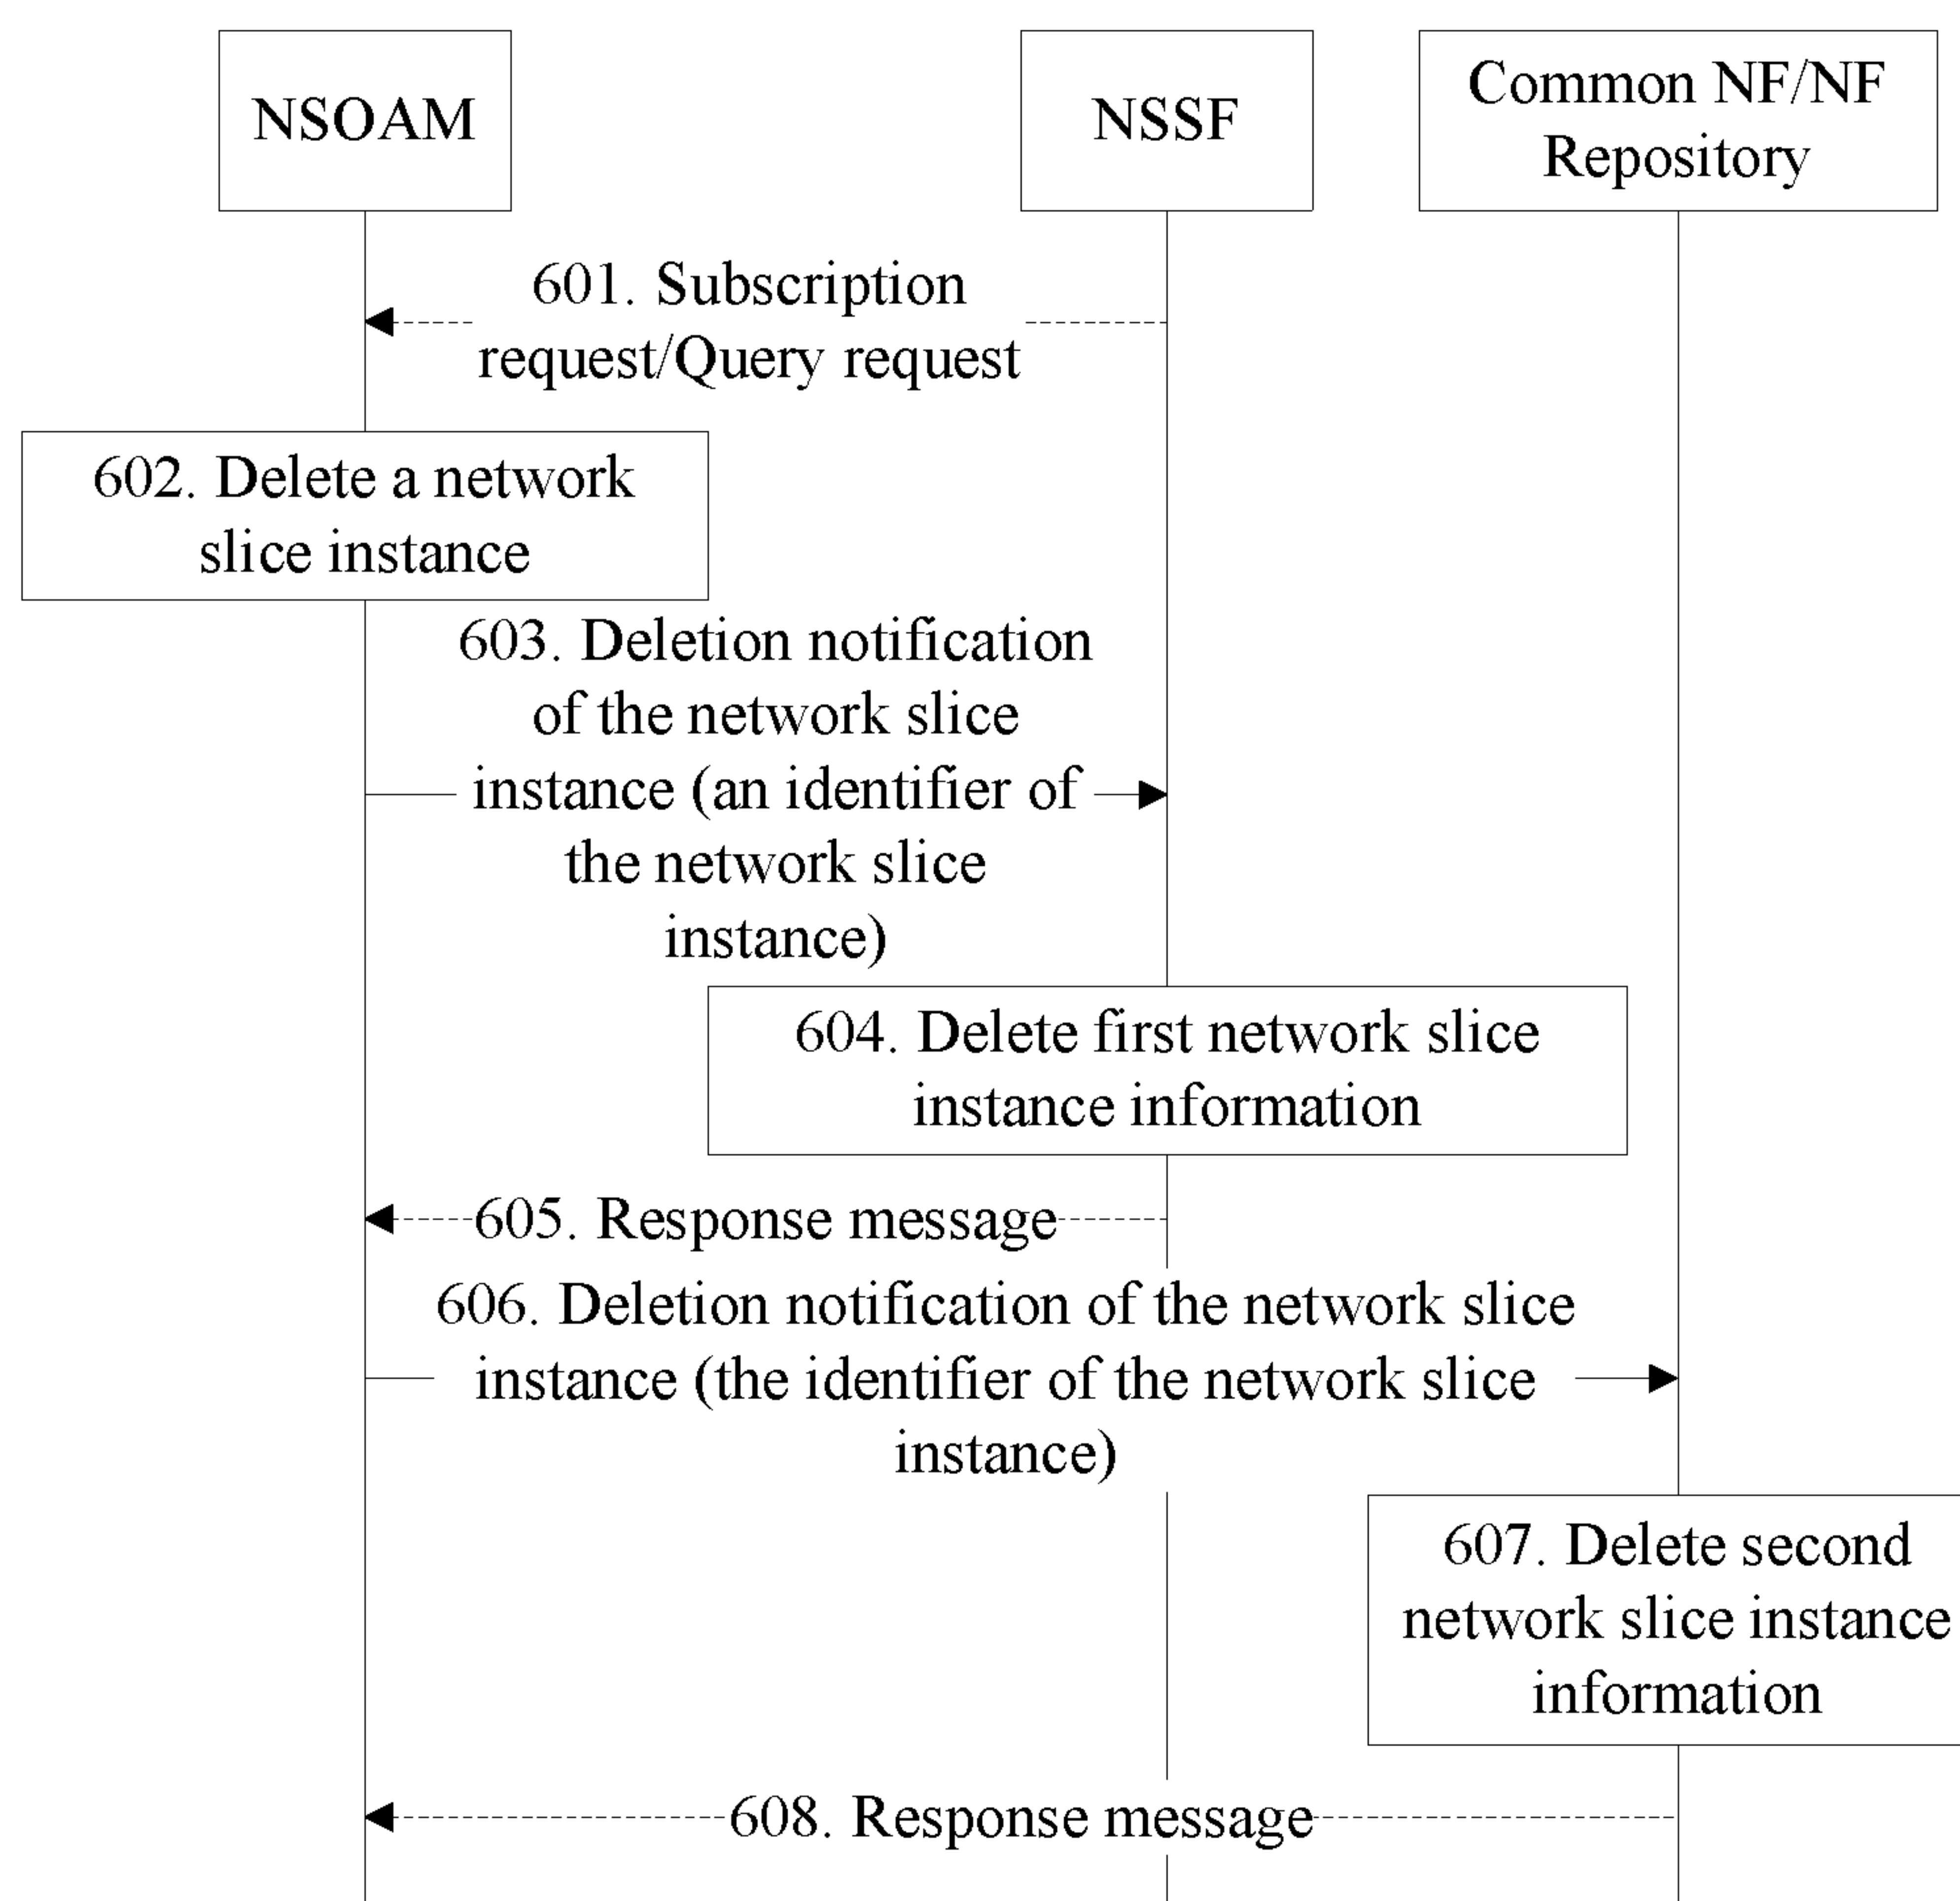 NSOAM
NSSF
Common NF/NF
Repository
601. Subscription
request/Query request
602. Delete a network
slice instance
603. Deletion notification
of the network slice
instance (an identifier of
the network slice
instance)
604. Delete first network slice
instance information
605. Response message
606. Deletion notification of the network slice
instance (the identifier of the network slice
instance)
607. Delete second
network slice instance
information
608. Response message